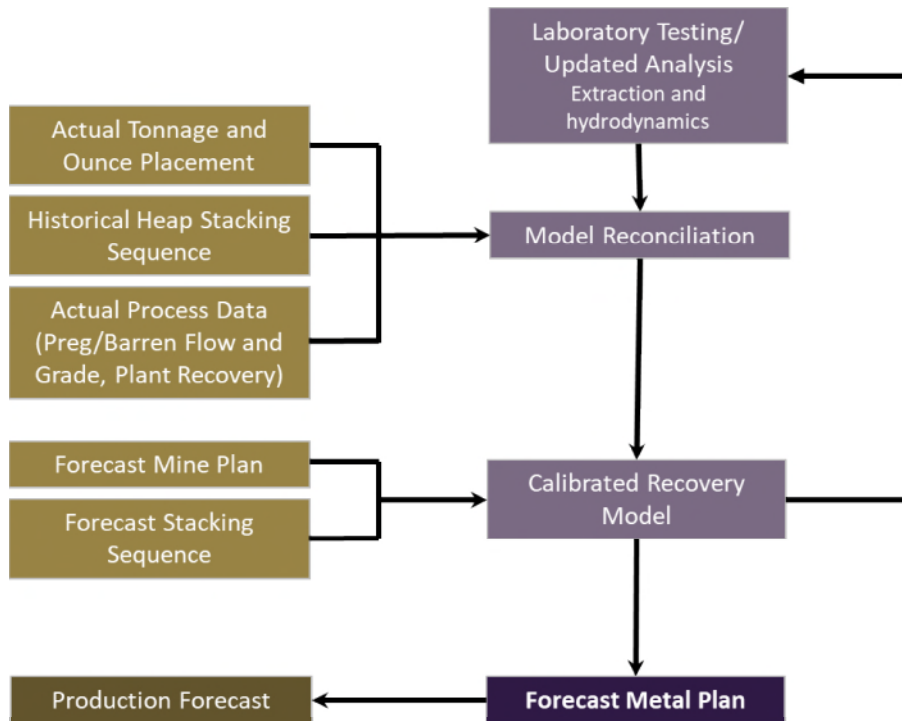 Laboratory Testing/
Updated Analysis
Extraction and
hydrodynamics
Actual Tonnage and
Ounce Placement
Historical Heap Stacking
Sequence
Model Reconciliation
Actual Process Data
(Preg/Barren Flow and
Grade, Plant Recovery)
Forecast Mine Plan
Forecast Stacking
Sequence
Calibrated Recovery
Model
Production Forecast
Forecast Metal Plan